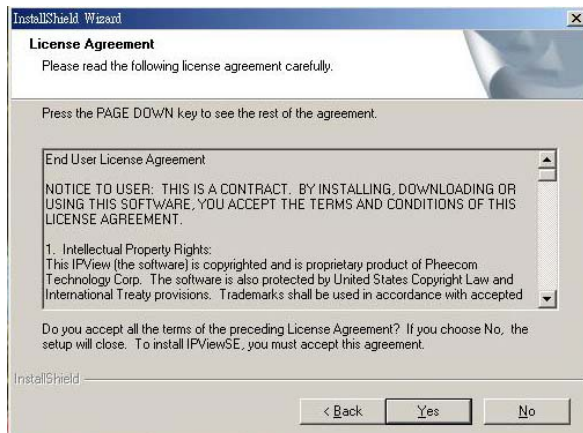 InstallShield Wizard
License Agreement
Please read the following license agreement carefully.
Press the PAGE DOWN key to see the rest of the agreement.
End User License Agreement
NOTICE TO USER: THIS IS A CONTRACT. BY INSTALLING, DOWNLOADING OR
USING THIS SOFTWARE, YOU ACCEPT THE TERMS AND CONDITIONS OF THIS
LICENSE AGREEMENT.
1. Intellectual Property Rights:
This IPView (the software) is copyrighted and is proprietary product of Pheecom
Technology Corp. The software is also protected by United States Copyright Law and
International Treaty provisions. Trademarks shall be used in accordance with accepted
Do you accept all the terms of the preceding License Agreement? If you choose No, the
setup will close. To install IPViewSE, you must accept this agreement.
InstallShield
< Back
Yes
No